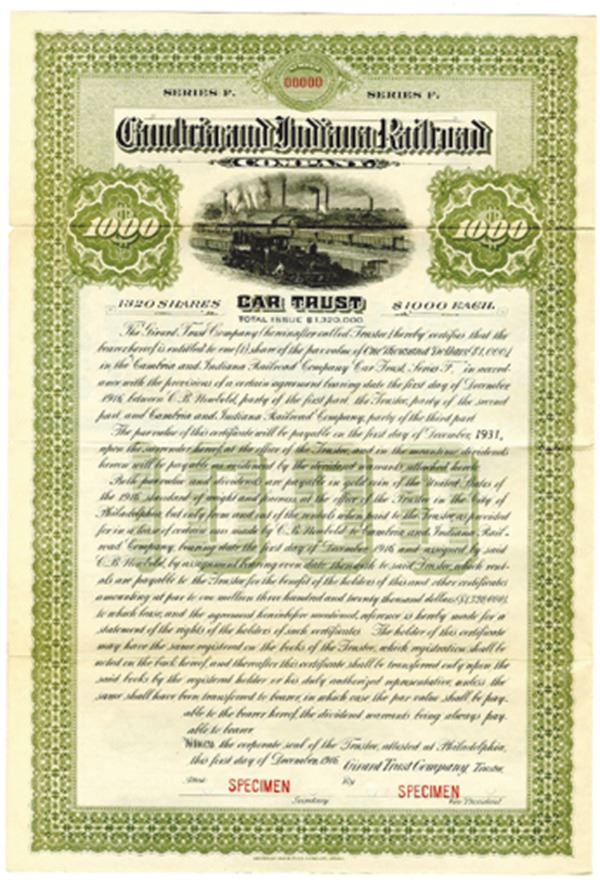 00000
SERIES F. SERIES F.
Cambria and Indiana Railroad
COMPANY.
1000 1000
1320 SHARES CAR TRUST $1000 EACH.
TOTAL ISSUE $1,320,000.
The Girard Trust Company (hereinafter called Trustee) hereby certifies that the
bearer hereof is entitled to one (1) share of the par value of One Thousand Dollars ($1,000)
in the Cambria and Indiana Railroad Company Car Trust, Series F, in accord-
ance with the provisions of a certain agreement bearing date the first day of December
1916, between C.B. Newbold, party of the first part, the Trustee, party of the second
part, and Cambria and Indiana Railroad Company, party of the third part.
The par value of this certificate will be payable on the first day of December, 1931,
upon the surrender hereof, at the office of the Trustee, and in the meantime dividends
hereon will be payable as evidenced by the dividend warrants attached hereto.
Both par value and dividends are payable in gold coin of the United States of
the 1916 standard of weight and fineness, at the office of the Trustee in the City of
Philadelphia, but only from and out of the rentals when paid to the Trustee as provided
for in a lease of certain cars made by C.B. Newbold to Cambria and Indiana Rail-
road Company, bearing date the first day of December 1916 and assigned by said
C.B. Newbold, by assignment bearing even date therewith to said Trustee, which rent-
als are payable to the Trustee for the benefit of the holders of this and other certificates
amounting at par to one million three hundred and twenty thousand dollars ($1,320,000),
to which lease, and the agreement hereinbefore mentioned, reference is hereby made for a
statement of the rights of the holders of such certificates. The holder of this certificate
may have the same registered on the books of the Trustee, which registration shall be
noted on the back hereof, and thereafter this certificate shall be transferred only upon the
said books by the registered holder or his duly authorized representative, unless the
same shall have been transferred to bearer, in which case the par value shall be pay-
able to the bearer hereof, the dividend warrants being always pay-
able to bearer.
Witness the corporate seal of the Trustee, attested at Philadelphia,
this first day of December, 1916. Girard Trust Company Trustee,
Attest SPECIMEN By SPECIMEN
Secretary Vice President